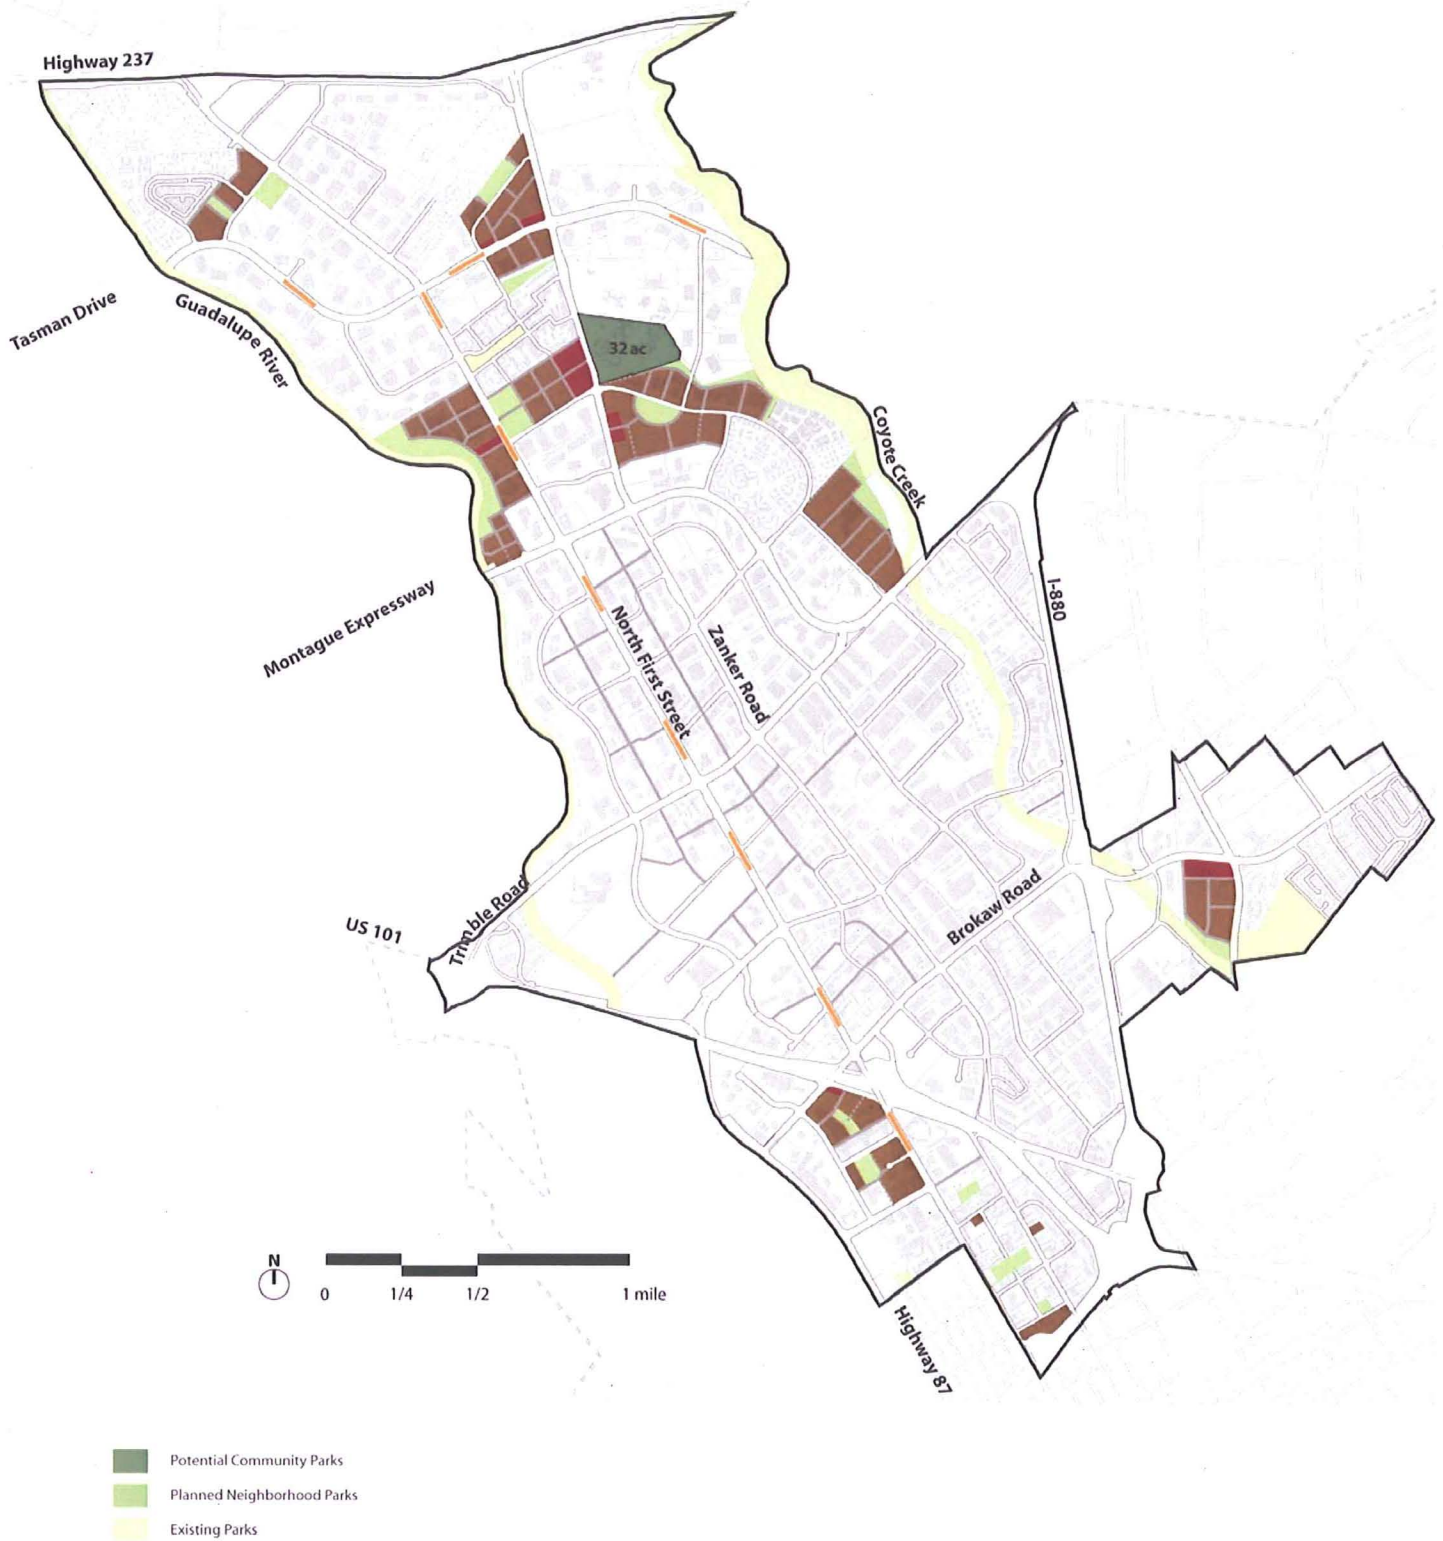 Highway 237
Tasman Drive
Guadalupe River
32ac
Coyote Creek
Montague Expressway
I-880
North First Street
Zanker Road
Trimble Road
US 101
Brokaw Road
N
0 1/4 1/2 1 mile
Highway 87
Potential Community Parks
Planned Neighborhood Parks
Existing Parks